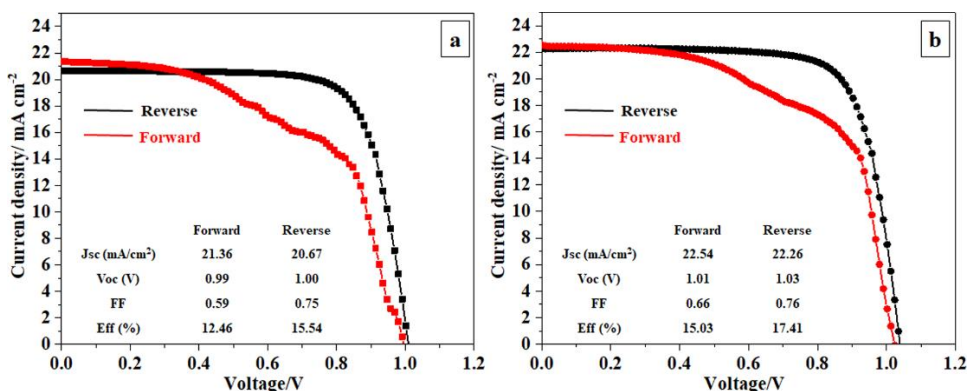 a
Current density/ mA cm-2
24
22
20
18
16
14
12
10
8
6
4
2
0
Reverse
Forward
Forward Reverse
Jsc (mA/cm2) 21.36 20.67
Voc (V) 0.99 1.00
FF 0.59 0.75
Eff (%) 12.46 15.54
0.0 0.2 0.4 0.6 0.8 1.0 1.2
Voltage/V
b
Current density/ mA cm-2
24
22
20
18
16
14
12
10
8
6
4
2
0
Reverse
Forward
Forward Reverse
Jsc (mA/cm2) 22.54 22.26
Voc (V) 1.01 1.03
FF 0.66 0.76
Eff (%) 15.03 17.41
0.0 0.2 0.4 0.6 0.8 1.0 1.2
Voltage/V